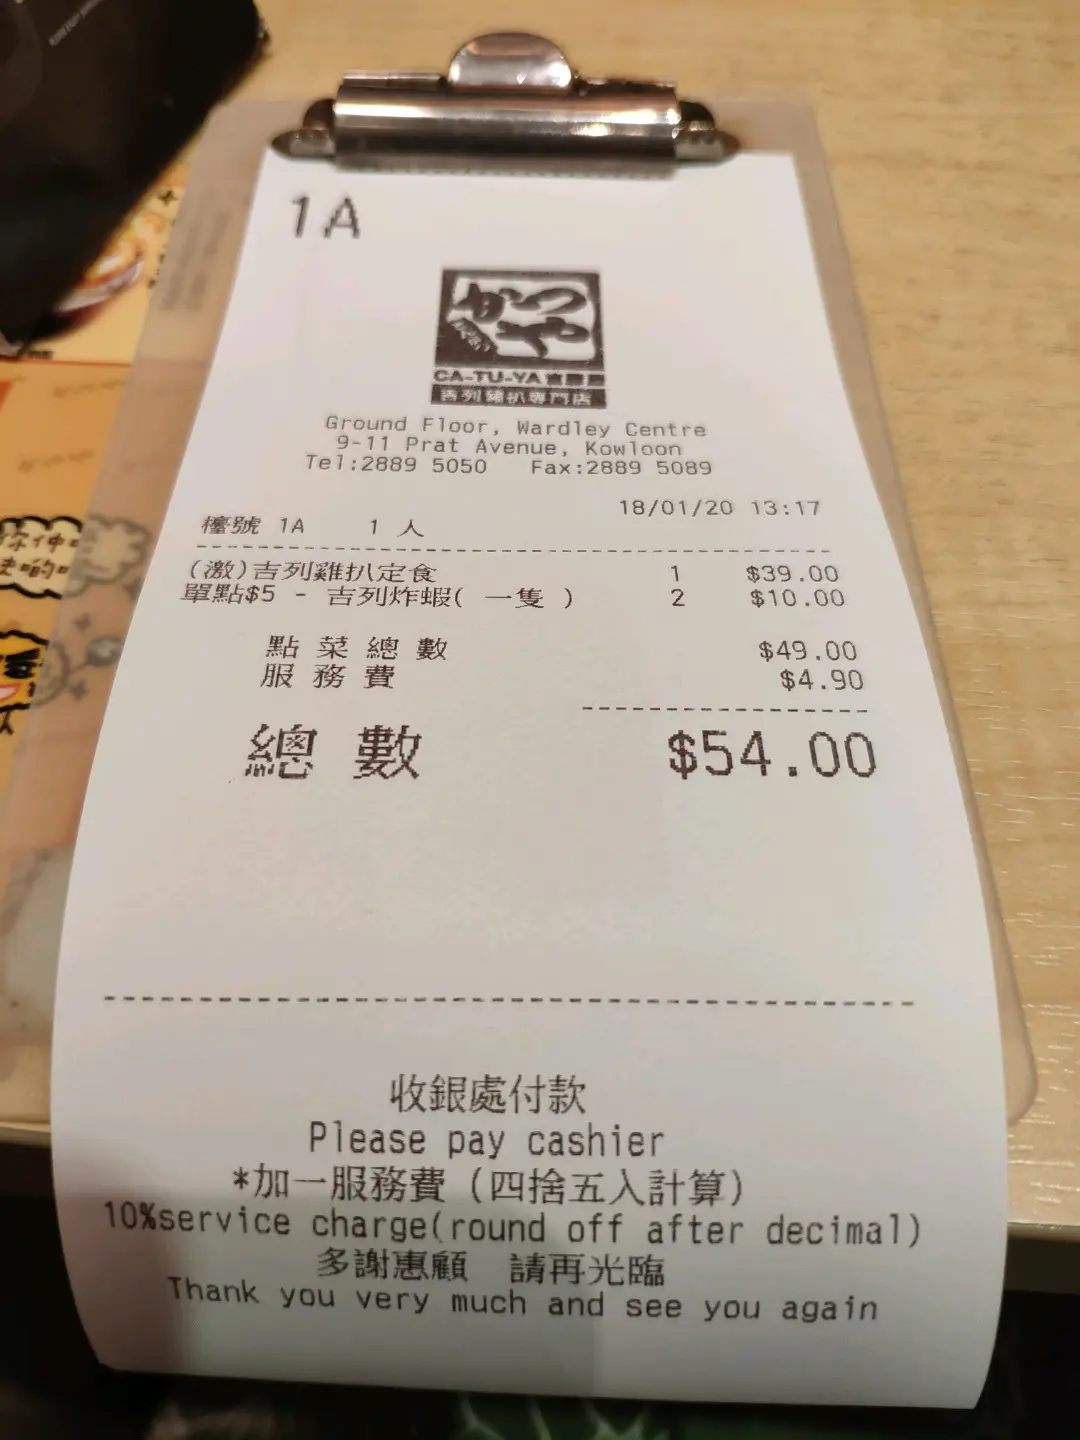 1A
かつや
CA-TU-YA 吉豚屋
吉列豬扒專門店
Ground Floor, Wardley Centre
9-11 Prat Avenue, Kowloon
Tel:2889 5050 Fax:2889 5089
18/01/20 13:17
檯號 1A 1 人
(激)吉列雞扒定食 1 $39.00
單點$5 - 吉列炸蝦( 一隻 ) 2 $10.00
點 菜 總 數 $49.00
服 務 費 $4.90
總 數 $54.00
收銀處付款
Please pay cashier
*加一服務費 (四捨五入計算)
10%service charge(round off after decimal)
多謝惠顧 請再光臨
Thank you very much and see you again